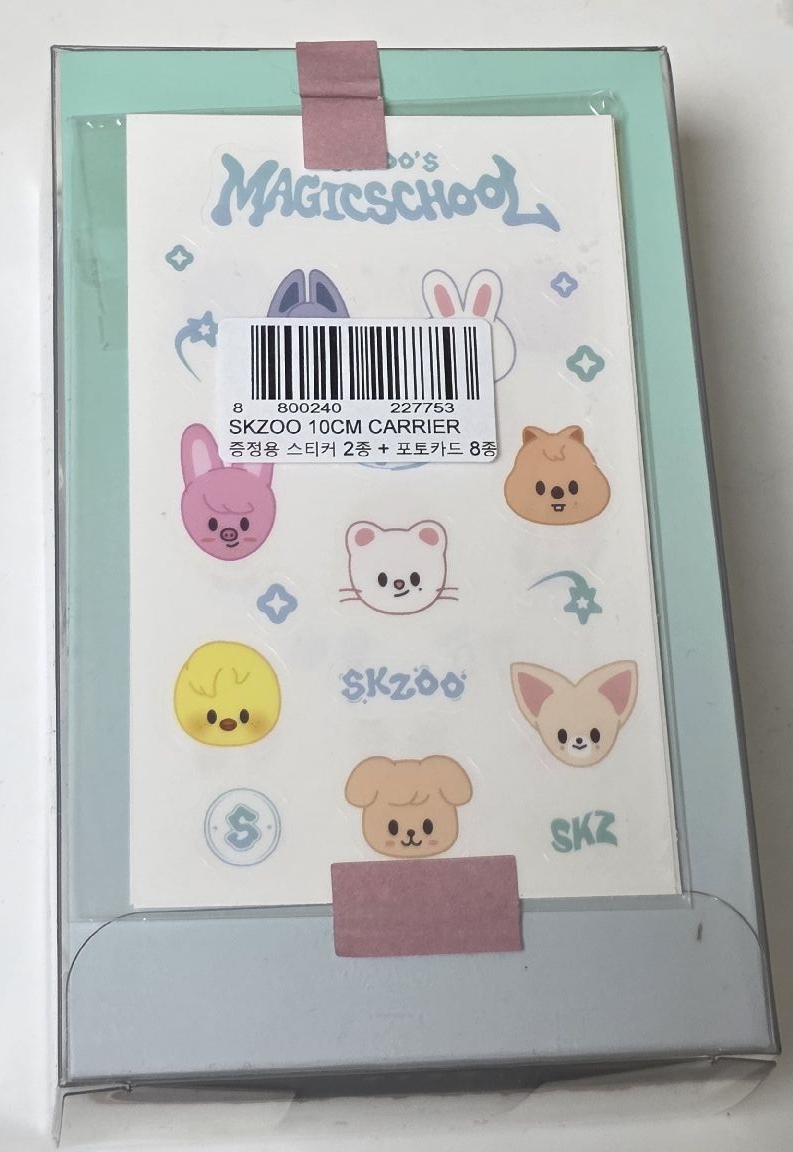 MAGICSCHOOL
8 800240 227753
SKZOO 10CM CARRIER
증정용 스티커 2종 + 포토카드 8종
SKZOO
S
SKZ